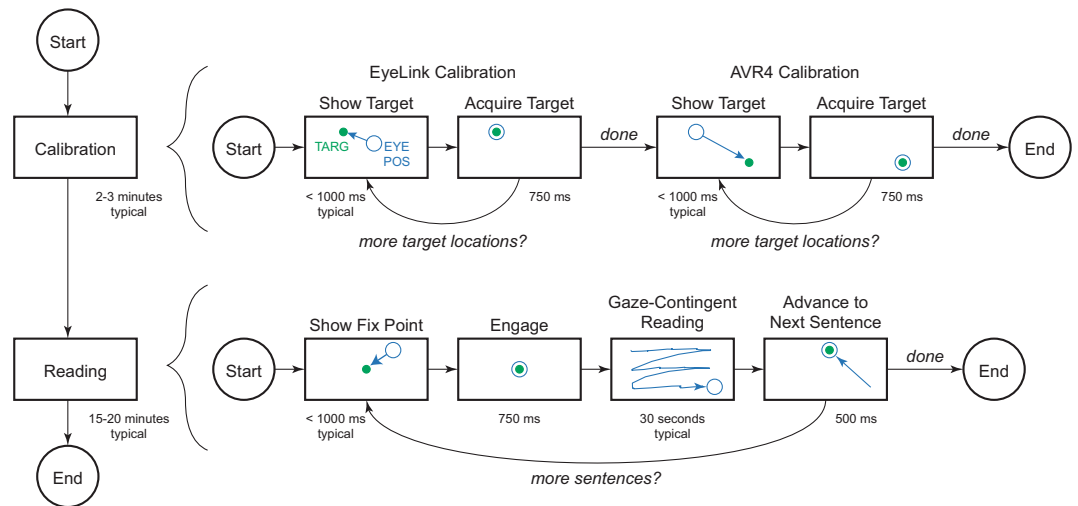 Start
Calibration
2-3 minutes
typical
EyeLink Calibration
AVR4 Calibration
Show Target
Acquire Target
Show Target
Acquire Target
Start
TARG
EYE
POS
done
done
End
< 1000 ms
typical
750 ms
< 1000 ms
typical
750 ms
more target locations?
more target locations?
Reading
15-20 minutes
typical
End
Show Fix Point
Engage
Gaze-Contingent
Reading
Advance to
Next Sentence
Start
done
End
< 1000 ms
typical
750 ms
30 seconds
typical
500 ms
more sentences?